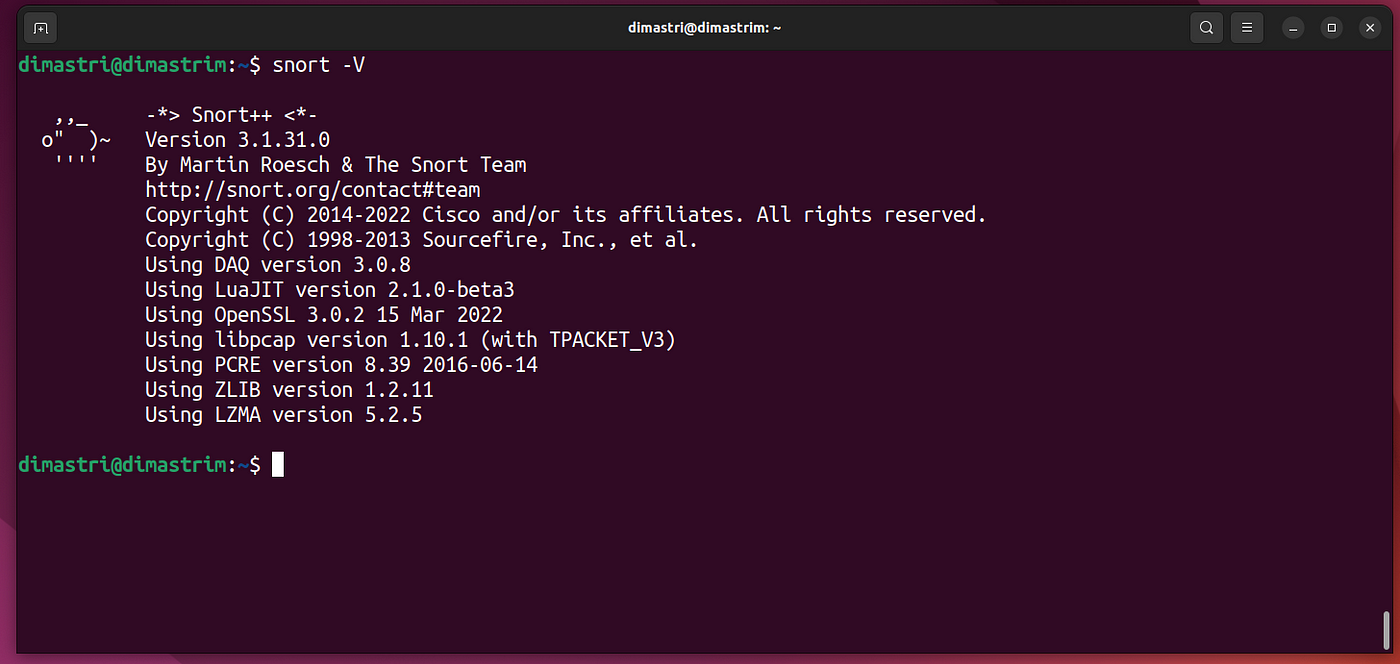 dimastri@dimastrim: ~
dimastri@dimastrim:~$ snort -V
,,_ -*> Snort++ <*-
o" )~ Version 3.1.31.0
'''' By Martin Roesch & The Snort Team
http://snort.org/contact#team
Copyright (C) 2014-2022 Cisco and/or its affiliates. All rights reserved.
Copyright (C) 1998-2013 Sourcefire, Inc., et al.
Using DAQ version 3.0.8
Using LuaJIT version 2.1.0-beta3
Using OpenSSL 3.0.2 15 Mar 2022
Using libpcap version 1.10.1 (with TPACKET_V3)
Using PCRE version 8.39 2016-06-14
Using ZLIB version 1.2.11
Using LZMA version 5.2.5
dimastri@dimastrim:~$